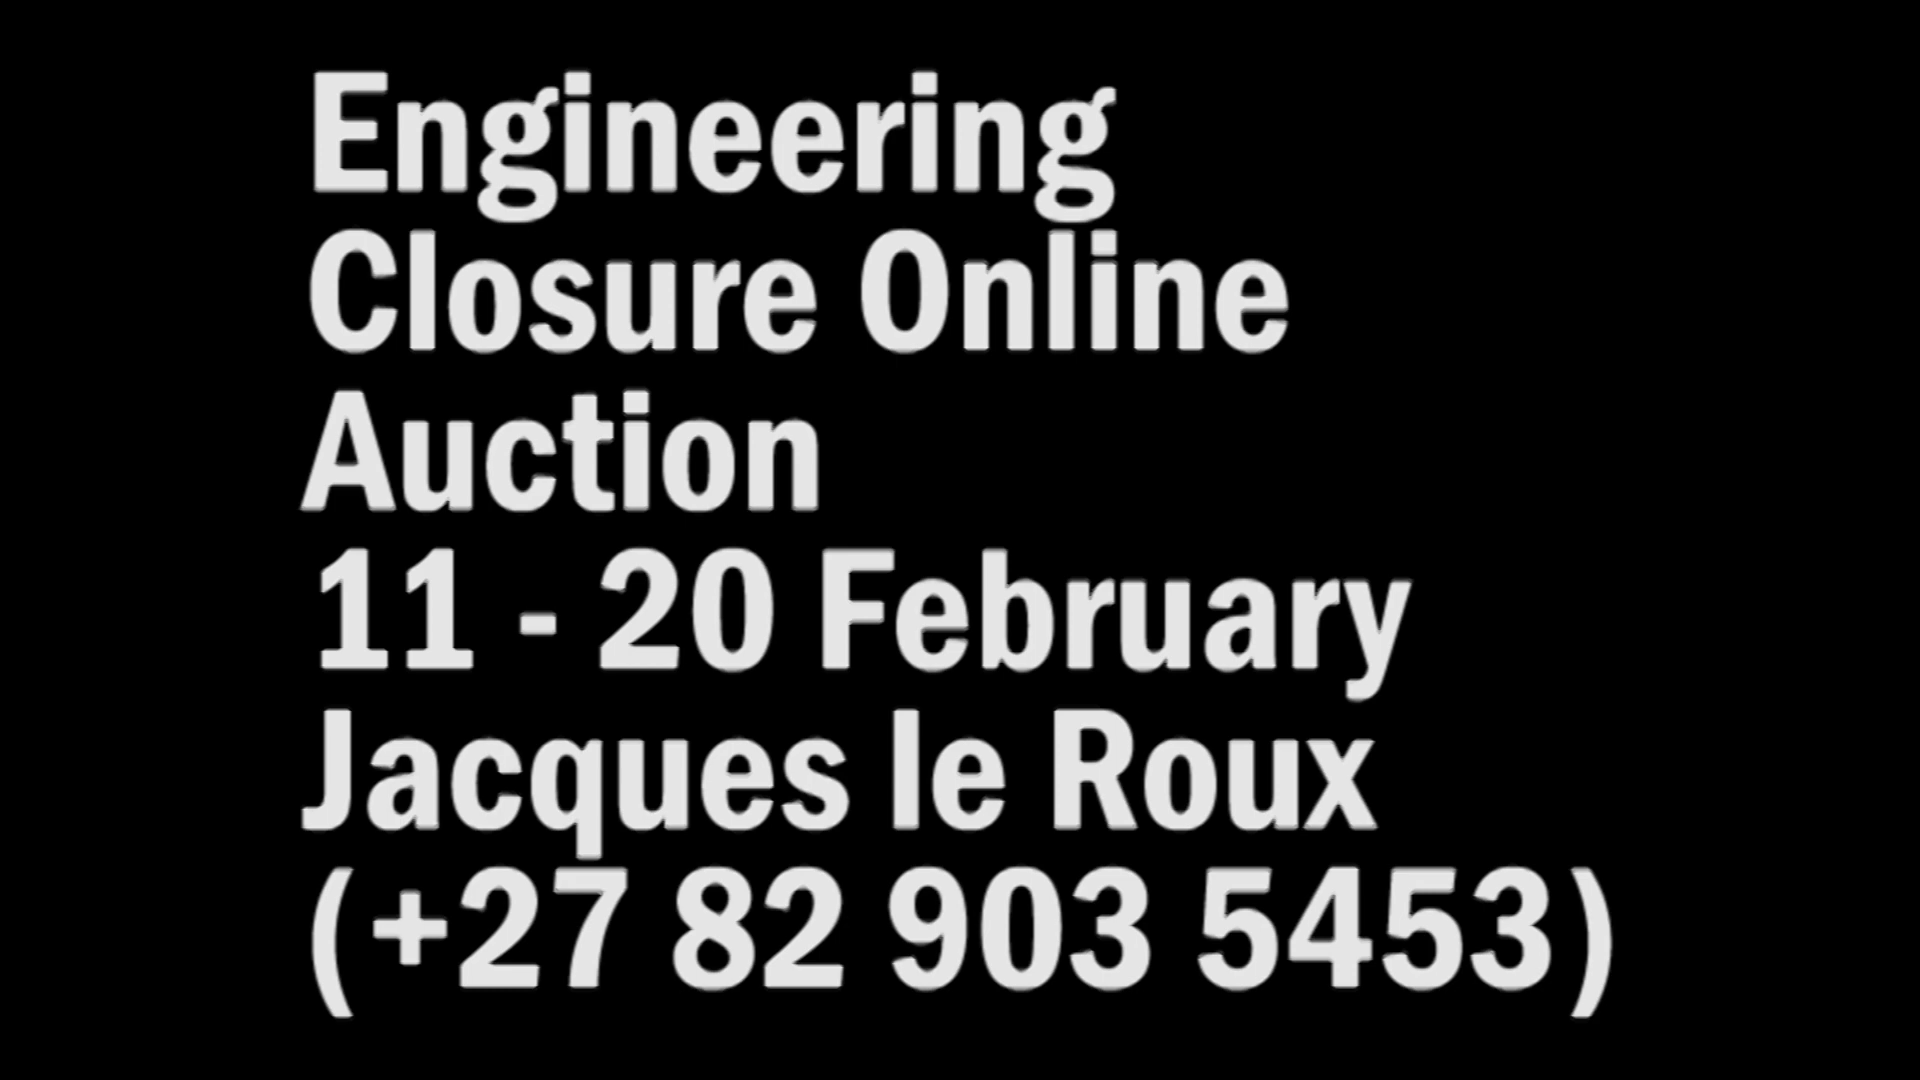 Engineering
Closure Online
Auction
11 - 20 February
Jacques le Roux
(+27 82 903 5453)